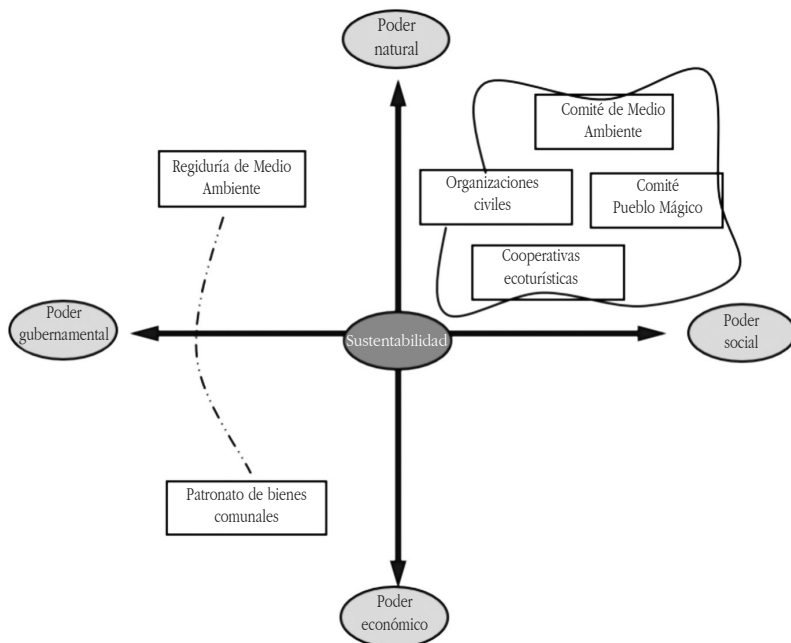 Poder
natural
Comité de Medio
Ambiente
Regiduría de Medio
Ambiente
Organizaciones
civiles
Comité
Pueblo Mágico
Cooperativas
ecoturísticas
Poder
gubernamental
Sustentabilidad
Poder
social
Patronato de bienes
comunales
Poder
económico